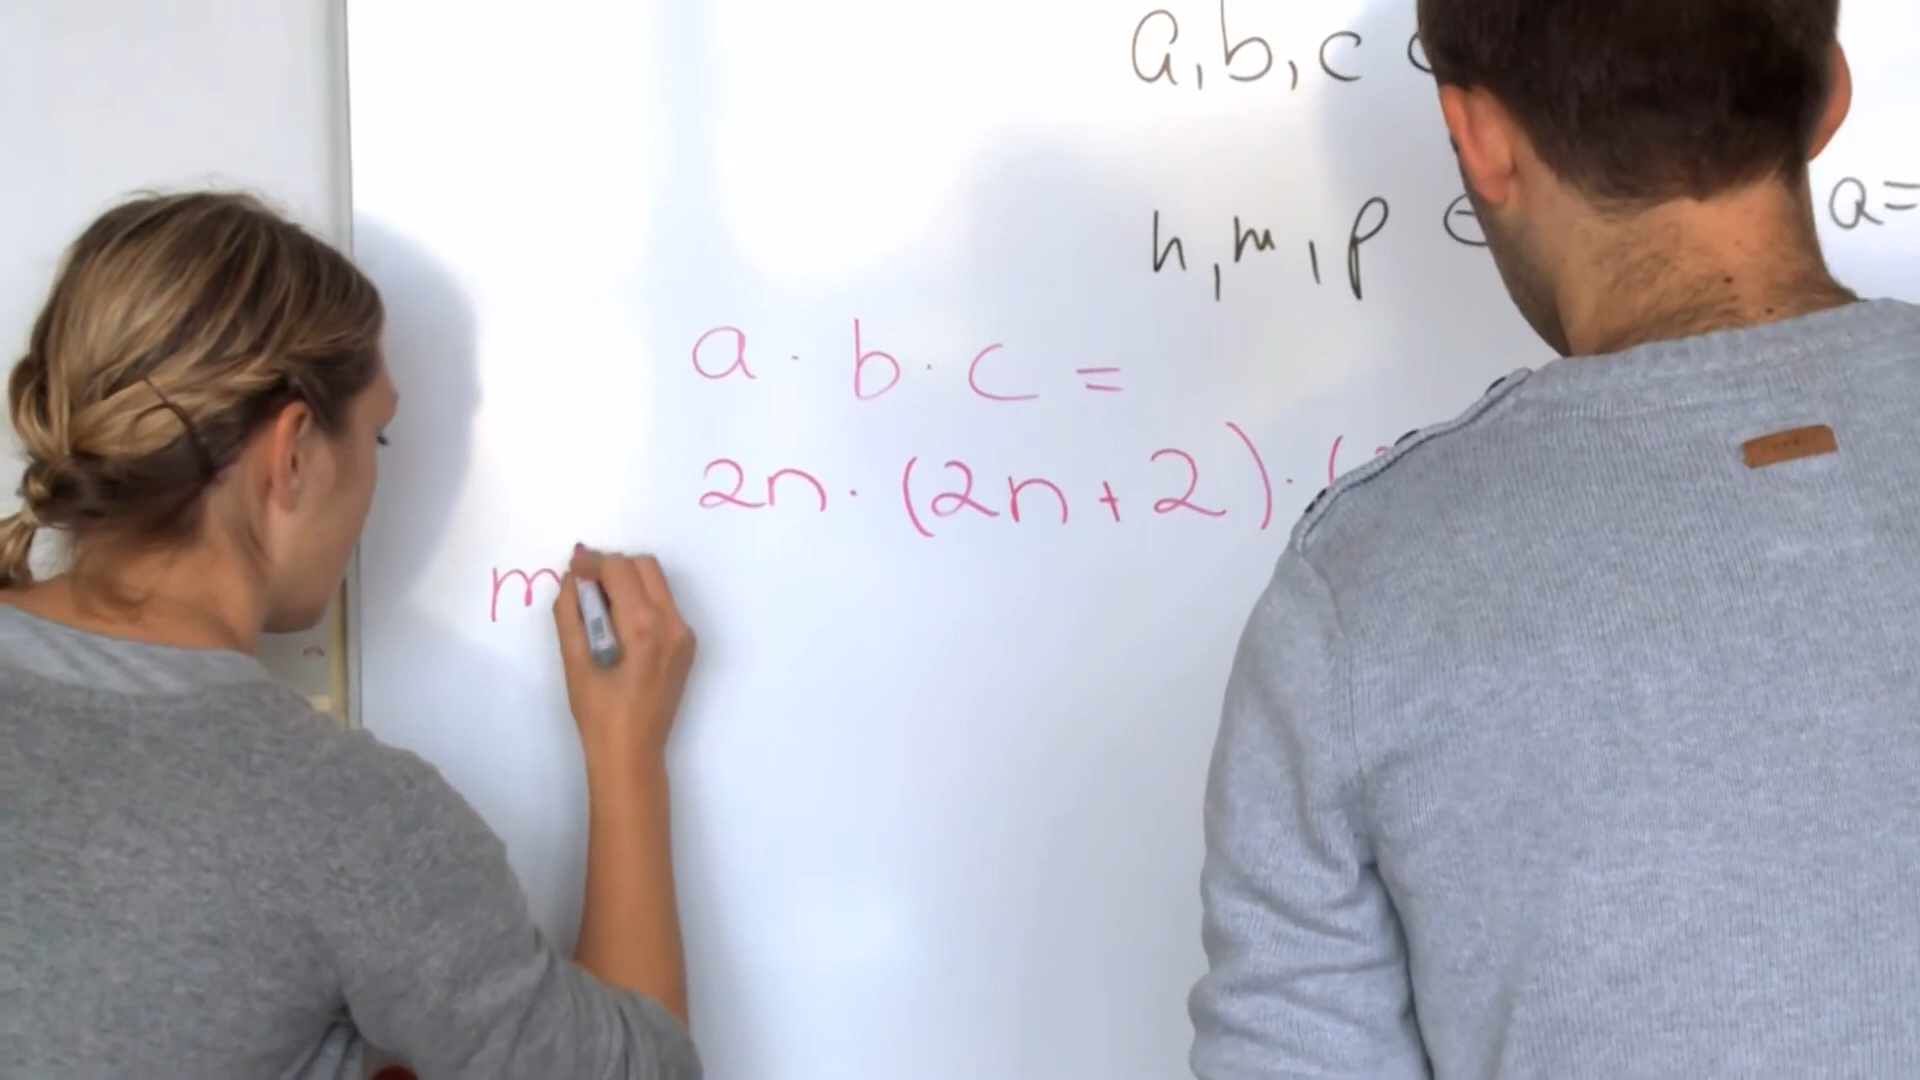 a, b, c
n, m, p ∈
a=
a · b · c =
2n · (2n + 2) · (
m